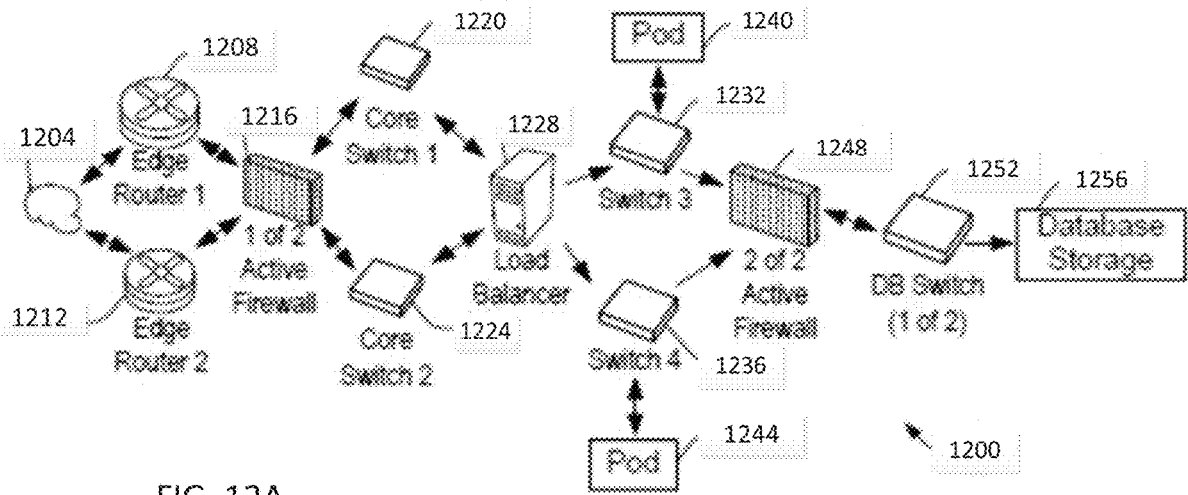 1220
Pod
1240
1208
1232
1216
Core
Switch 1
1228
1248
1204
1252
1256
Edge
Router 1
Switch 3
Database
Storage
1 of 2
Active
Firewall
Load
Balancer
2 of 2
Active
Firewall
DB Switch
(1 of 2)
1212
Edge
Router 2
1224
Core
Switch 2
Switch 4
1236
Pod
1244
1200
FIG. 12A